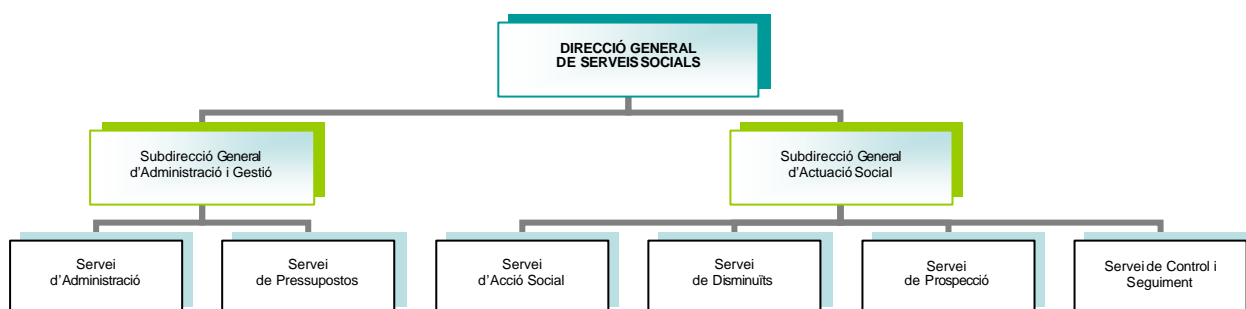 DIRECCIÓ GENERAL
DE SERVEIS SOCIALS
Subdirecció General
d'Administració i Gestió
Subdirecció General
d'Actuació Social
Servei
d'Administració
Servei
de Pressupostos
Servei
d'Acció Social
Servei
de Disminuïts
Servei
de Prospecció
Servei de Control i
Seguiment